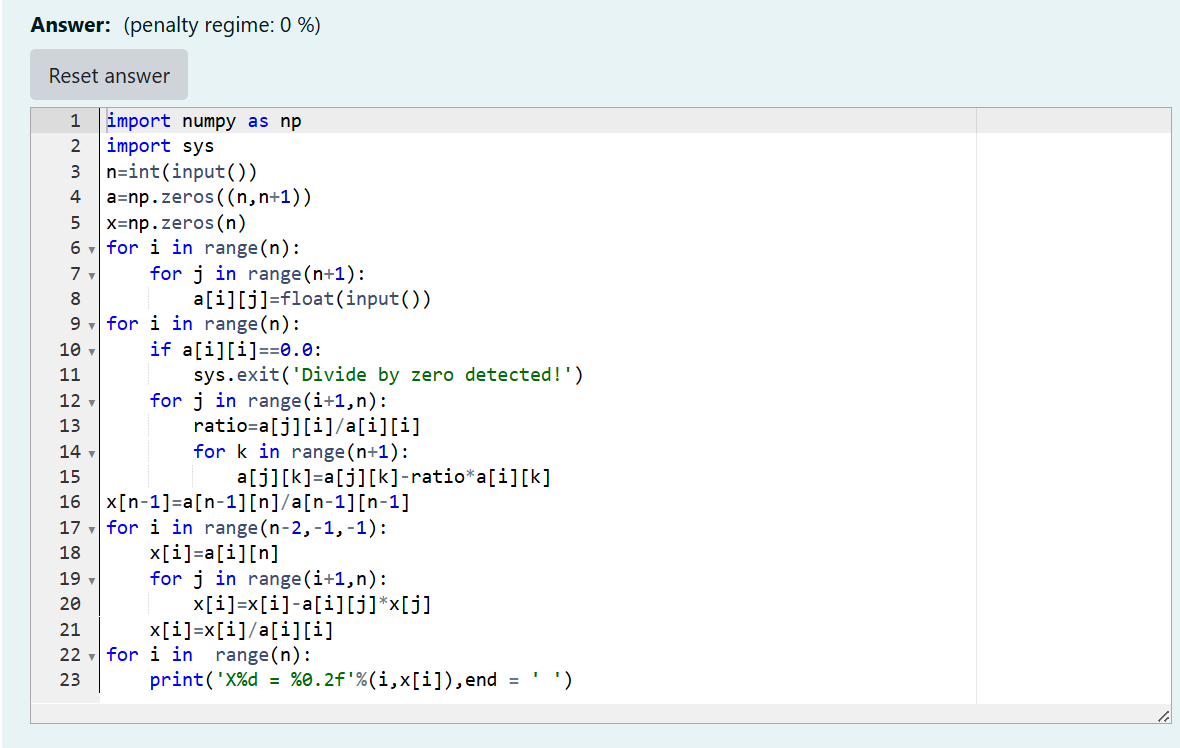 Answer: (penalty regime: 0 %)
Reset answer
1 import numpy as np
2 import sys
3 n=int(input())
4 a=np.zeros((n,n+1))
5 x=np.zeros(n)
6 for i in range(n):
7     for j in range(n+1):
8         a[i][j]=float(input())
9 for i in range(n):
10     if a[i][i]==0.0:
11         sys.exit('Divide by zero detected!')
12     for j in range(i+1,n):
13         ratio=a[j][i]/a[i][i]
14         for k in range(n+1):
15             a[j][k]=a[j][k]-ratio*a[i][k]
16 x[n-1]=a[n-1][n]/a[n-1][n-1]
17 for i in range(n-2,-1,-1):
18     x[i]=a[i][n]
19     for j in range(i+1,n):
20         x[i]=x[i]-a[i][j]*x[j]
21     x[i]=x[i]/a[i][i]
22 for i in  range(n):
23     print('X%d = %0.2f'%(i,x[i]),end = ' ')